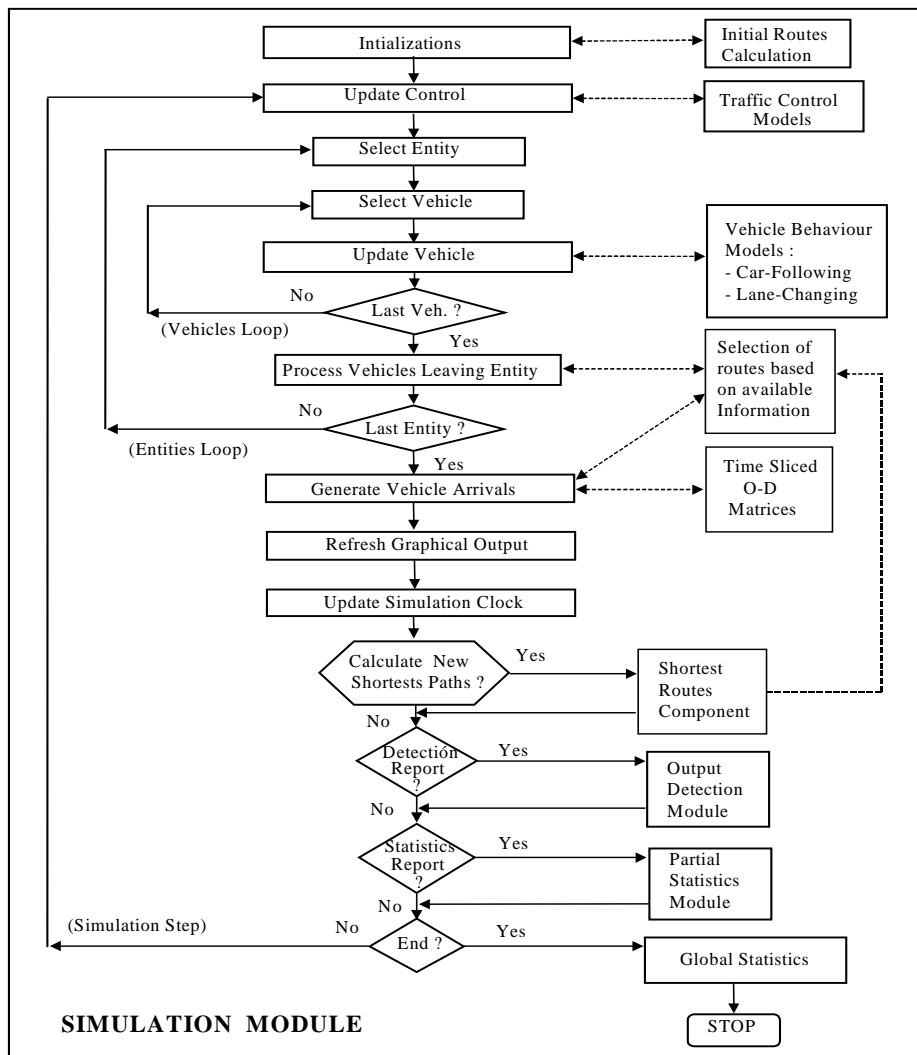 Intializations
Initial Routes
Calculation
Update Control
Traffic Control
Models
Select Entity
Select Vehicle
Update Vehicle
Vehicle Behaviour
Models :
- Car-Following
- Lane-Changing
No
Last Veh. ?
(Vehicles Loop)
Yes
Process Vehicles Leaving Entity
Selection of
routes based
on available
Information
No
Last Entity ?
(Entities Loop)
Yes
Generate Vehicle Arrivals
Time Sliced
O-D
Matrices
Refresh Graphical Output
Update Simulation Clock
Calculate New
Shortests Paths ?
Yes
Shortest
Routes
Component
No
Detección
Report
?
Yes
Output
Detection
Module
No
Statistics
Report
?
Yes
Partial
Statistics
Module
No
(Simulation Step)
No
End ?
Yes
Global Statistics
STOP
SIMULATION MODULE